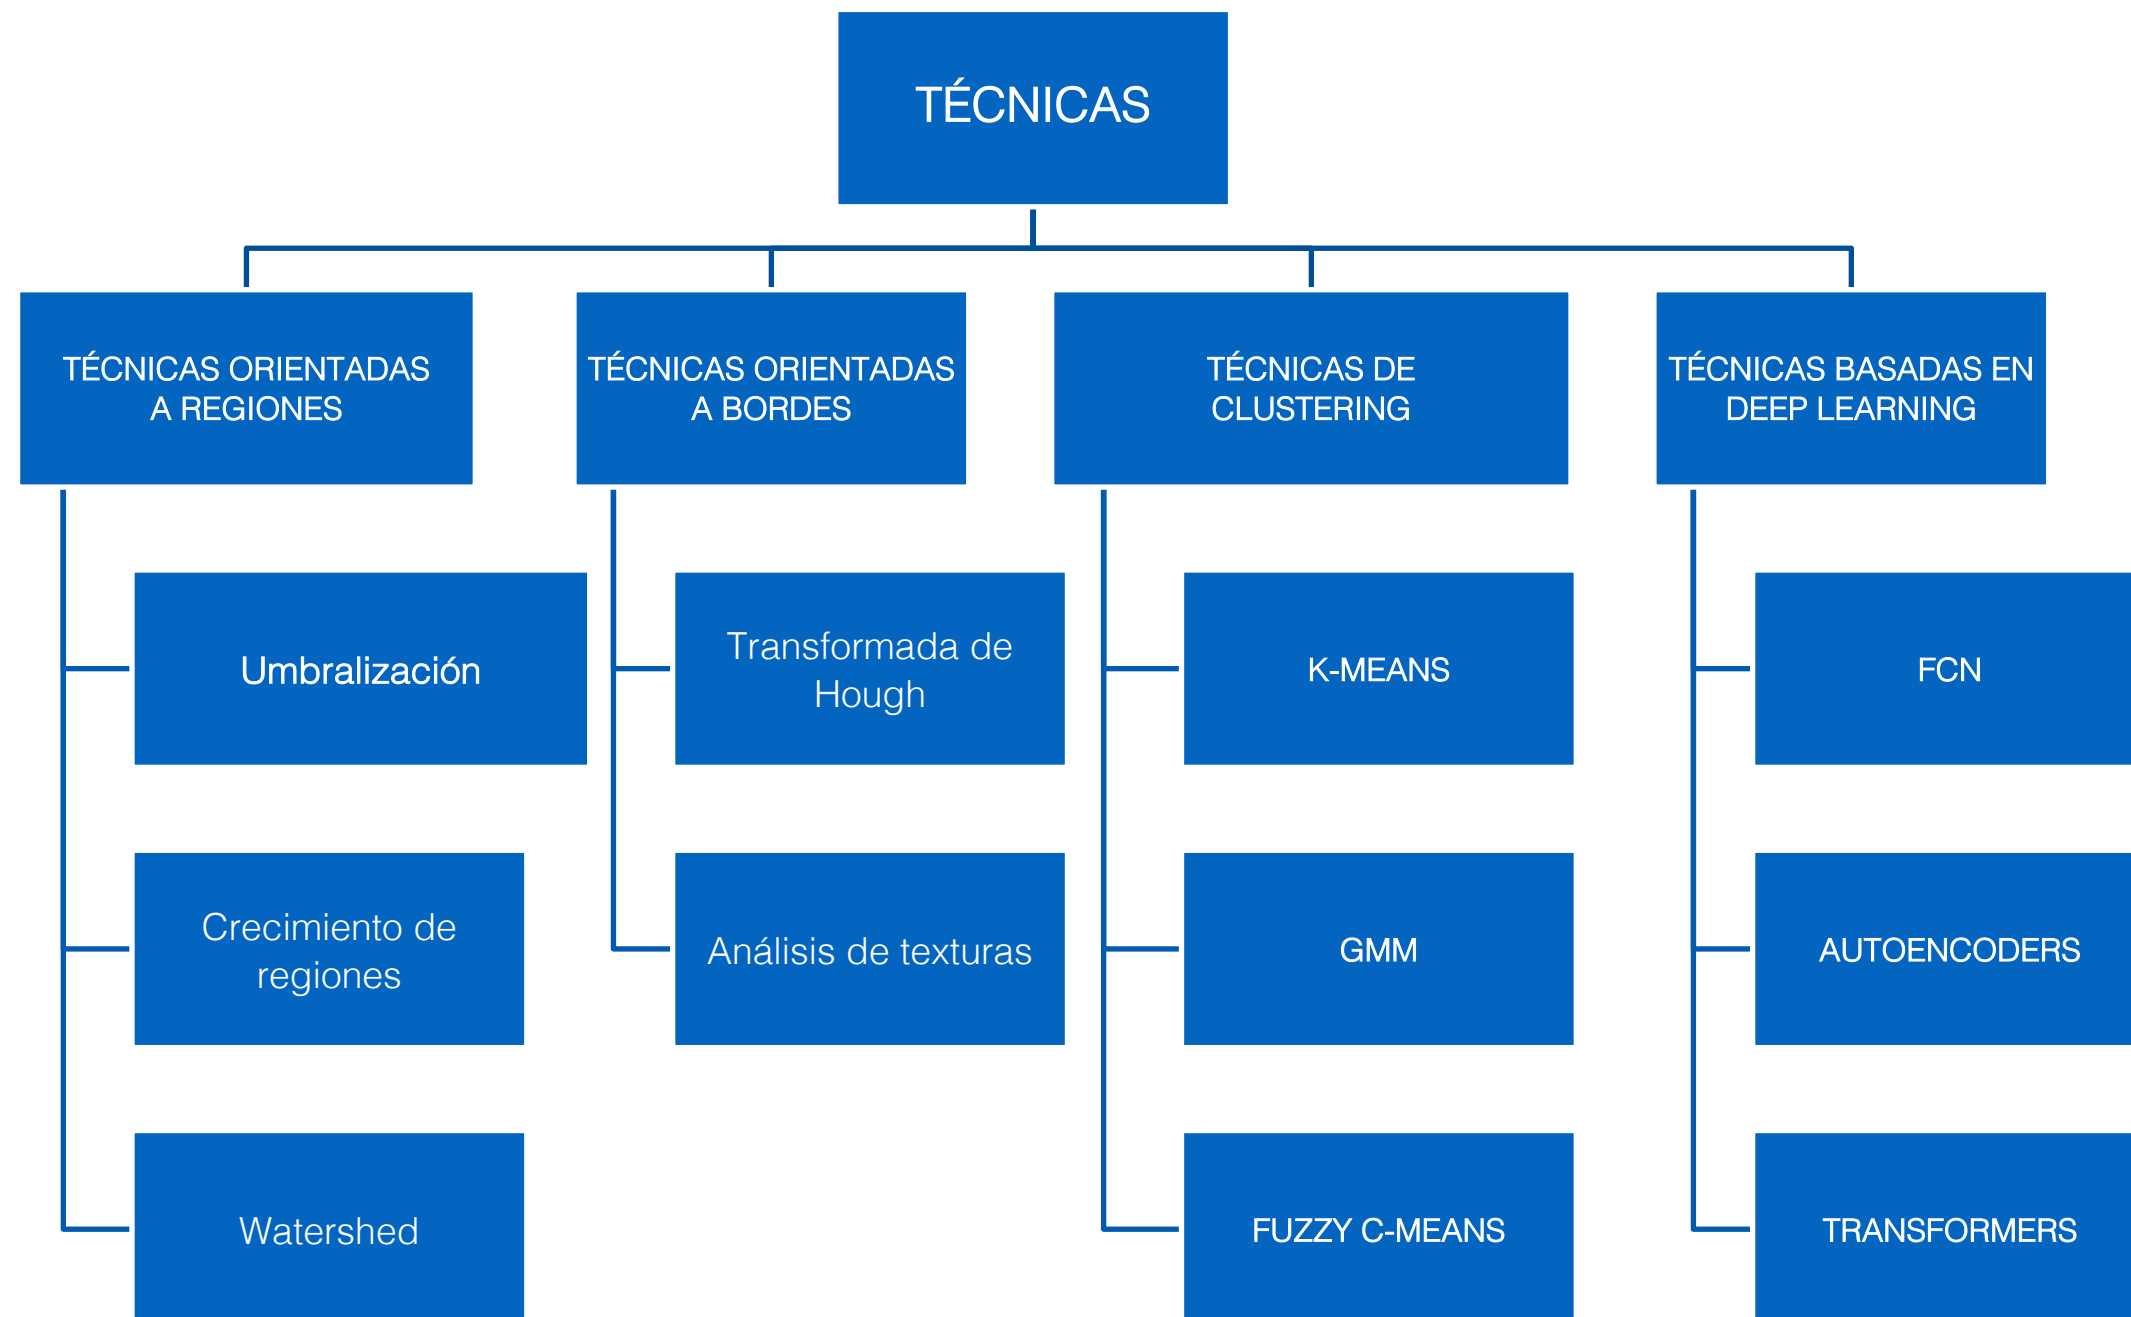 TÉCNICAS
TÉCNICAS ORIENTADAS
A REGIONES
Umbralización
Crecimiento de
regiones
Watershed
TÉCNICAS ORIENTADAS
A BORDES
Transformada de
Hough
Análisis de texturas
TÉCNICAS DE
CLUSTERING
K-MEANS
GMM
FUZZY C-MEANS
TÉCNICAS BASADAS EN
DEEP LEARNING
FCN
AUTOENCODERS
TRANSFORMERS